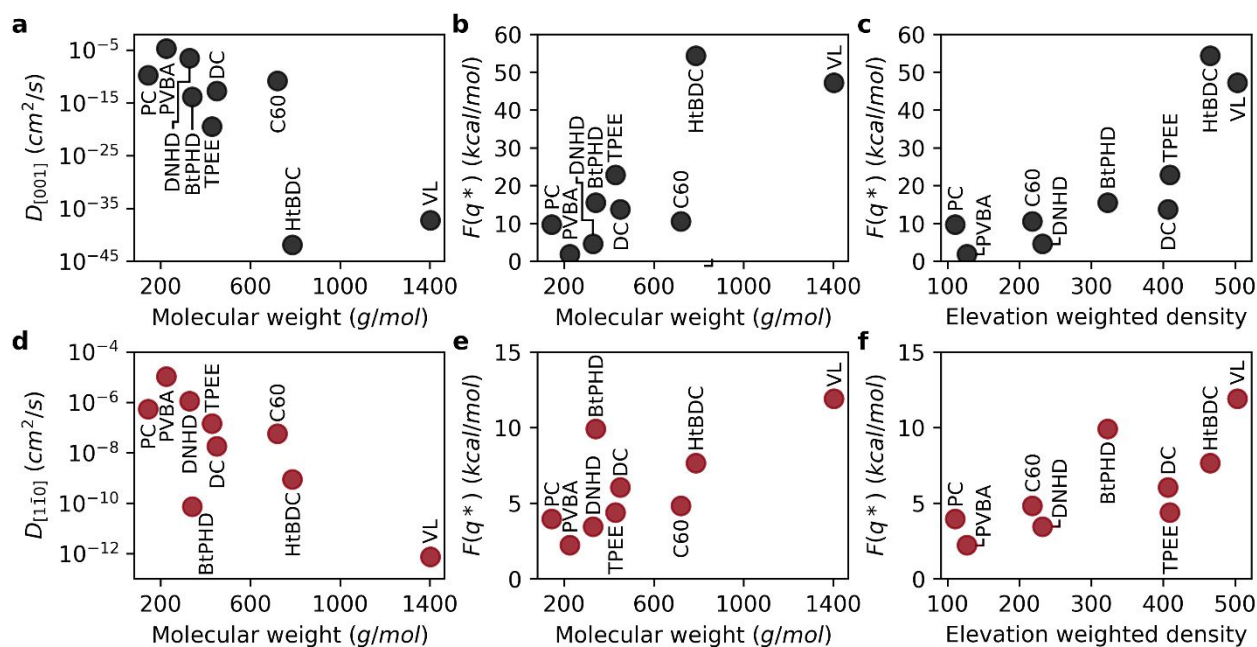 a
D[001] (cm²/s)
10⁻⁵
10⁻¹⁵
10⁻²⁵
10⁻³⁵
10⁻⁴⁵
PC
PVBA
DNHD
BtPHD
TPEE
DC
C60
HtBDC
VL
200 600 1000 1400
Molecular weight (g/mol)
b
F(q*) (kcal/mol)
60
50
40
30
20
10
0
PC
PVBA
DNHD
BtPHD
TPEE
DC
C60
HtBDC
VL
200 600 1000 1400
Molecular weight (g/mol)
c
F(q*) (kcal/mol)
60
50
40
30
20
10
0
PC
PVBA
C60
DNHD
BtPHD
DC
TPEE
HtBDC
VL
100 200 300 400 500
Elevation weighted density
d
D[11̄0] (cm²/s)
10⁻⁴
10⁻⁶
10⁻⁸
10⁻¹⁰
10⁻¹²
PC
PVBA
DNHD
BtPHD
TPEE
DC
C60
HtBDC
VL
200 600 1000 1400
Molecular weight (g/mol)
e
F(q*) (kcal/mol)
15
10
5
0
PC
PVBA
DNHD
BtPHD
TPEE
DC
C60
HtBDC
VL
200 600 1000 1400
Molecular weight (g/mol)
f
F(q*) (kcal/mol)
15
10
5
0
PC
PVBA
C60
DNHD
BtPHD
DC
TPEE
HtBDC
VL
100 200 300 400 500
Elevation weighted density